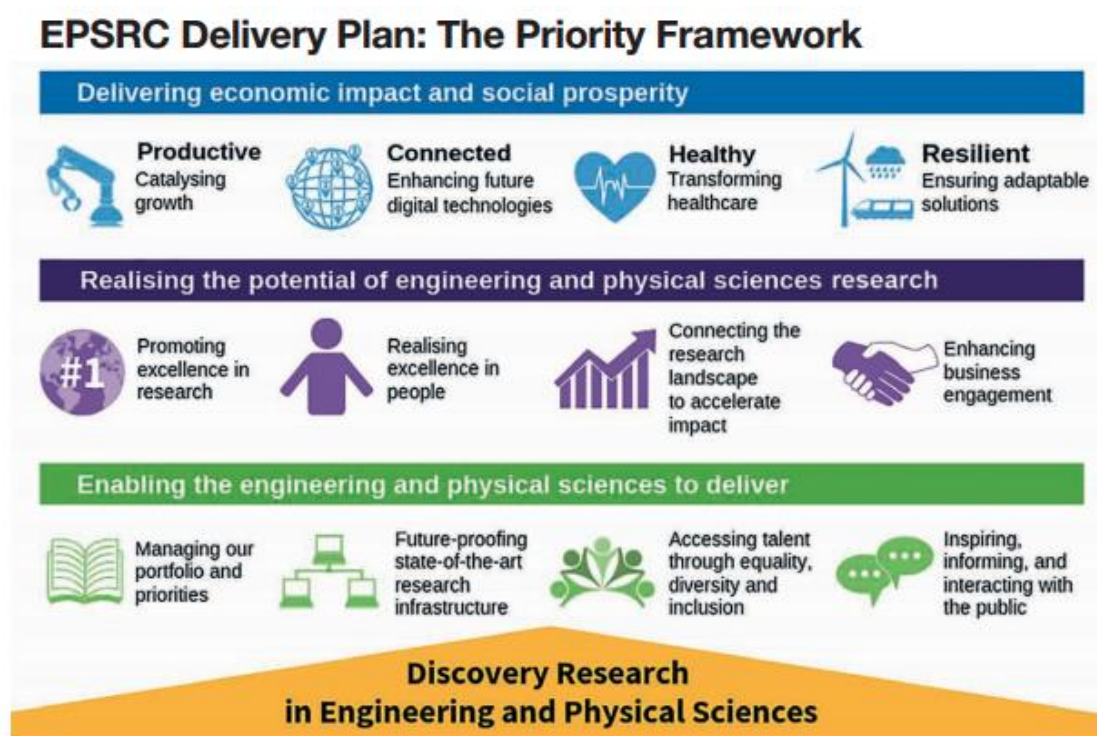 EPSRC Delivery Plan: The Priority Framework
Delivering economic impact and social prosperity
Productive
Catalysing
growth
Connected
Enhancing future
digital technologies
Healthy
Transforming
healthcare
Resilient
Ensuring adaptable
solutions
Realising the potential of engineering and physical sciences research
#1
Promoting
excellence in
research
Realising
excellence in
people
Connecting the
research
landscape
to accelerate
impact
Enhancing
business
engagement
Enabling the engineering and physical sciences to deliver
Managing our
portfolio and
priorities
Future-proofing
state-of-the-art
research
infrastructure
Accessing talent
through equality,
diversity and
inclusion
Inspiring,
informing, and
interacting with
the public
Discovery Research
in Engineering and Physical Sciences